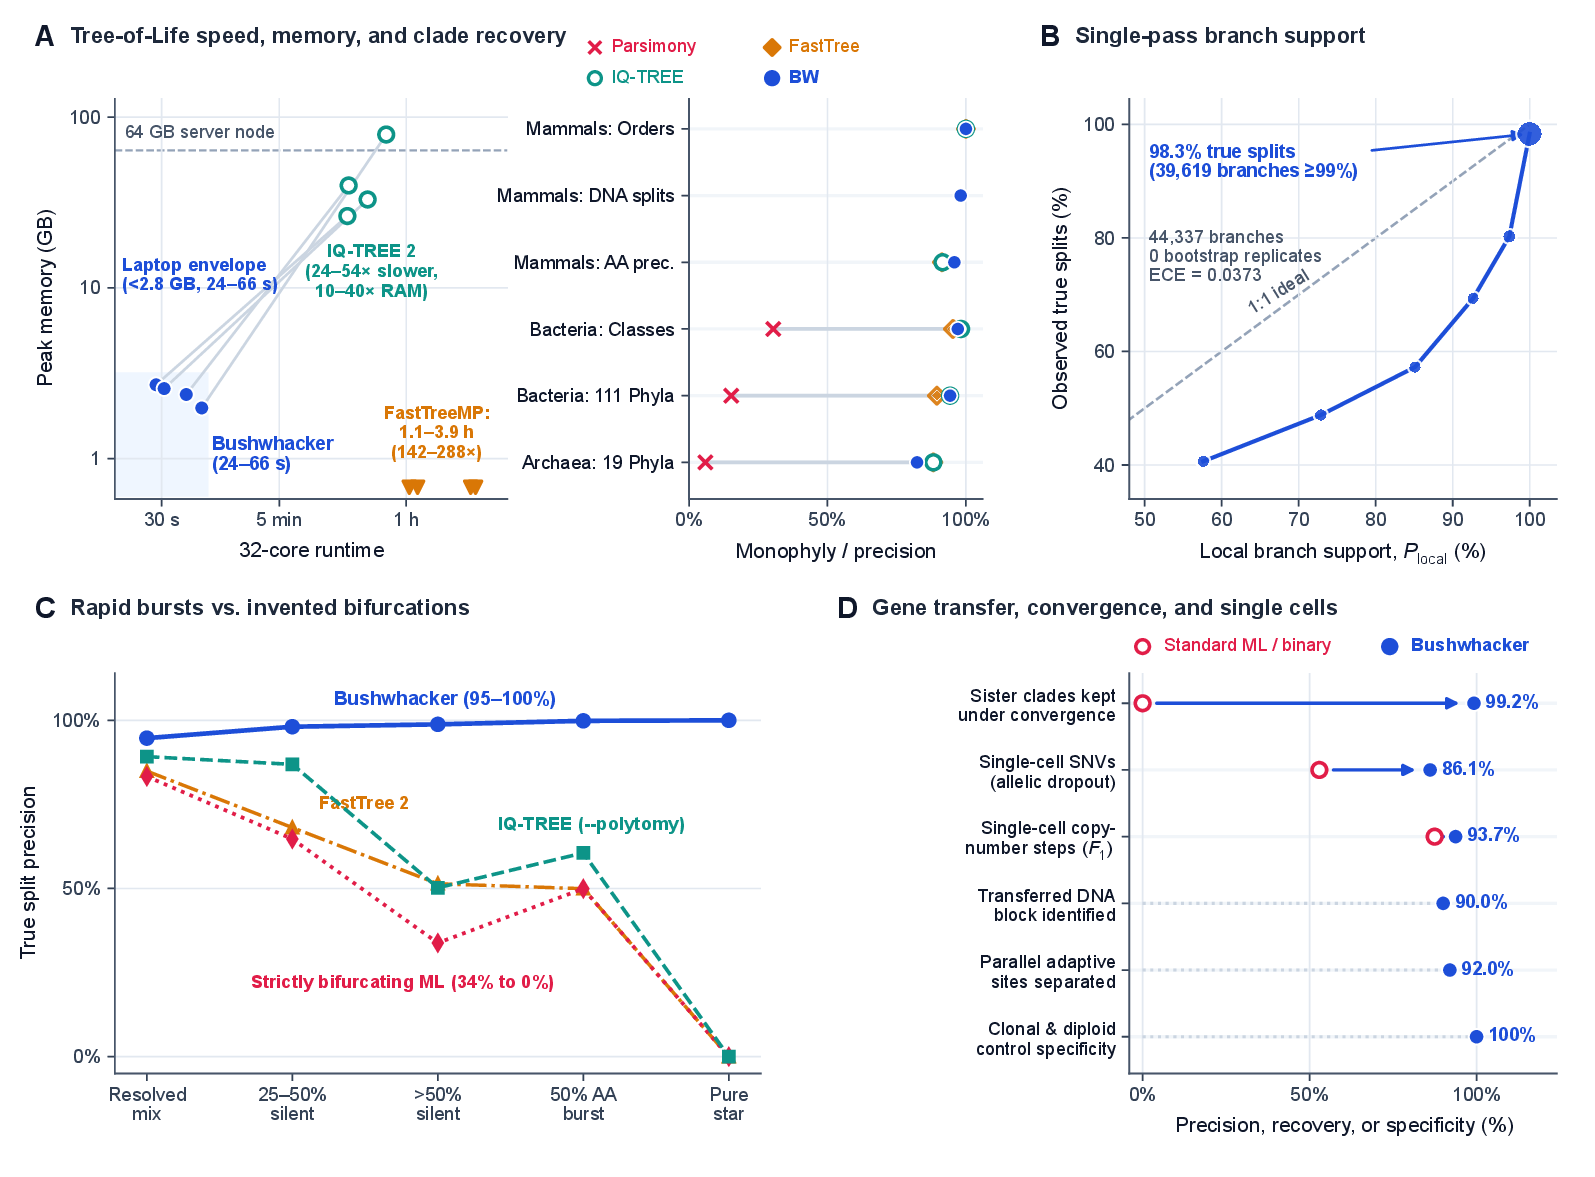 A Tree-of-Life speed, memory, and clade recovery
Parsimony
FastTree
IQ-TREE
BW
100
10
1
Peak memory (GB)
64 GB server node
Laptop envelope
(<2.8 GB, 24–66 s)
IQ-TREE 2
(24–54× slower,
10–40× RAM)
Bushwhacker
(24–66 s)
FastTreeMP:
1.1–3.9 h
(142–288×)
30 s
5 min
1 h
32-core runtime
Mammals: Orders
Mammals: DNA splits
Mammals: AA prec.
Bacteria: Classes
Bacteria: 111 Phyla
Archaea: 19 Phyla
0%
50%
100%
Monophyly / precision
B Single-pass branch support
100
80
60
40
Observed true splits (%)
98.3% true splits
(39,619 branches ≥99%)
44,337 branches
0 bootstrap replicates
ECE = 0.0373
1:1 ideal
50
60
70
80
90
100
Local branch support, Plocal (%)
C Rapid bursts vs. invented bifurcations
100%
50%
0%
True split precision
Bushwhacker (95–100%)
FastTree 2
IQ-TREE (--polytomy)
Strictly bifurcating ML (34% to 0%)
Resolved
mix
25–50%
silent
>50%
silent
50% AA
burst
Pure
star
D Gene transfer, convergence, and single cells
Standard ML / binary
Bushwhacker
Sister clades kept
under convergence
99.2%
Single-cell SNVs
(allelic dropout)
86.1%
Single-cell copy-
number steps (F1)
93.7%
Transferred DNA
block identified
90.0%
Parallel adaptive
sites separated
92.0%
Clonal & diploid
control specificity
100%
0%
50%
100%
Precision, recovery, or specificity (%)